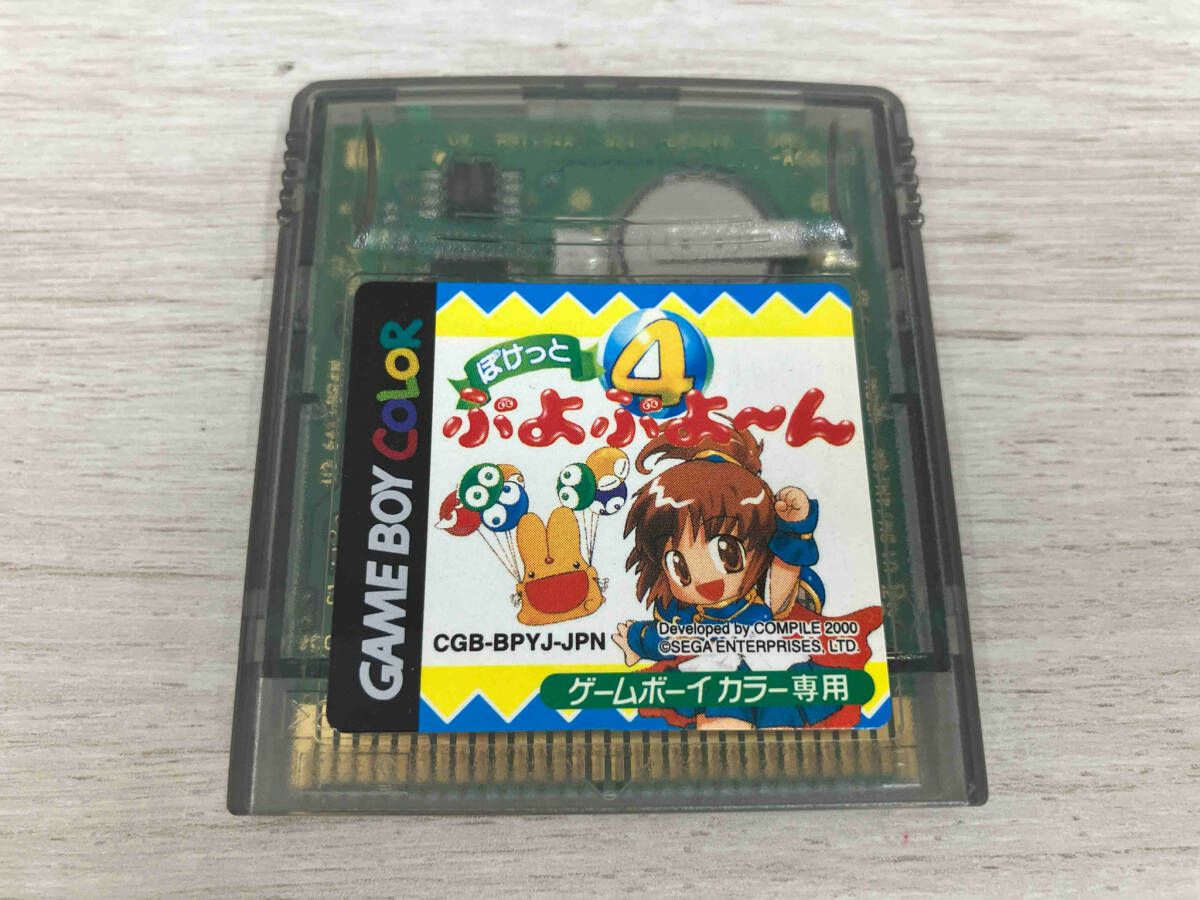 GAME BOY COLOR
ぽけっと
ぷよぷよ〜ん
4
CGB-BPYJ-JPN
Developed by COMPILE 2000
©SEGA ENTERPRISES, LTD.
ゲームボーイ カラー専用